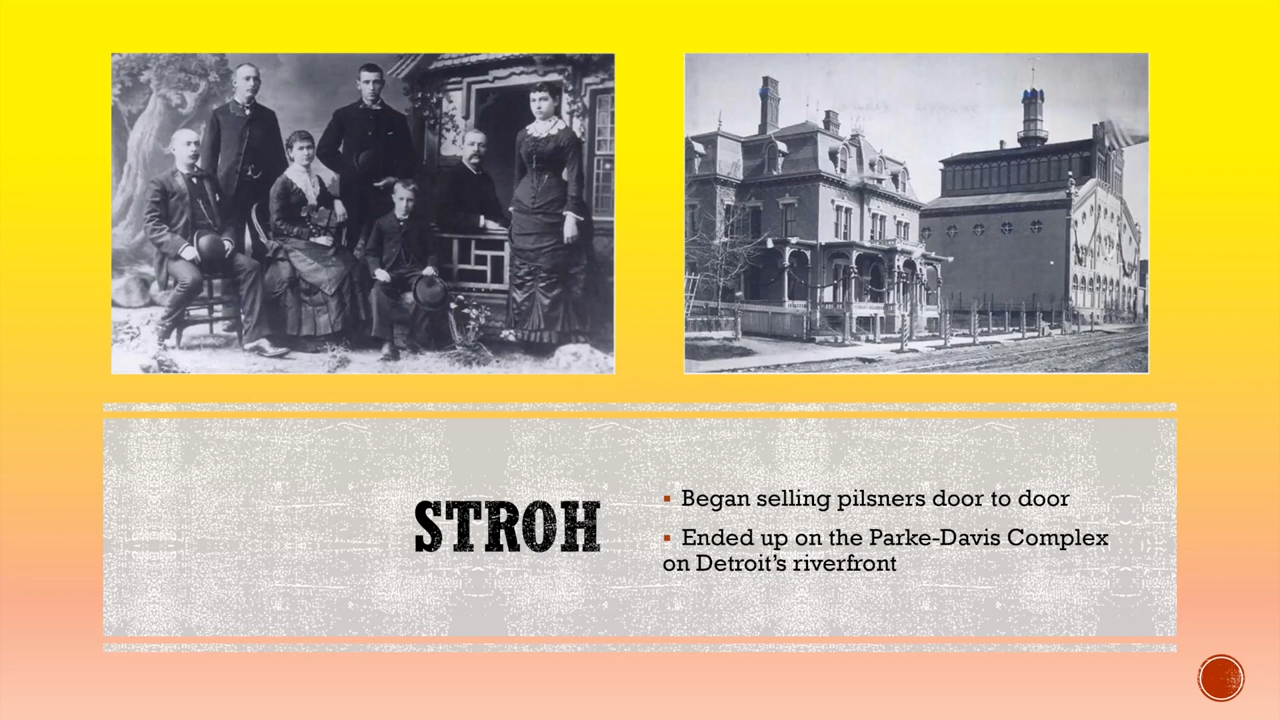 STROH
▪ Began selling pilsners door to door
▪ Ended up on the Parke-Davis Complex
on Detroit’s riverfront